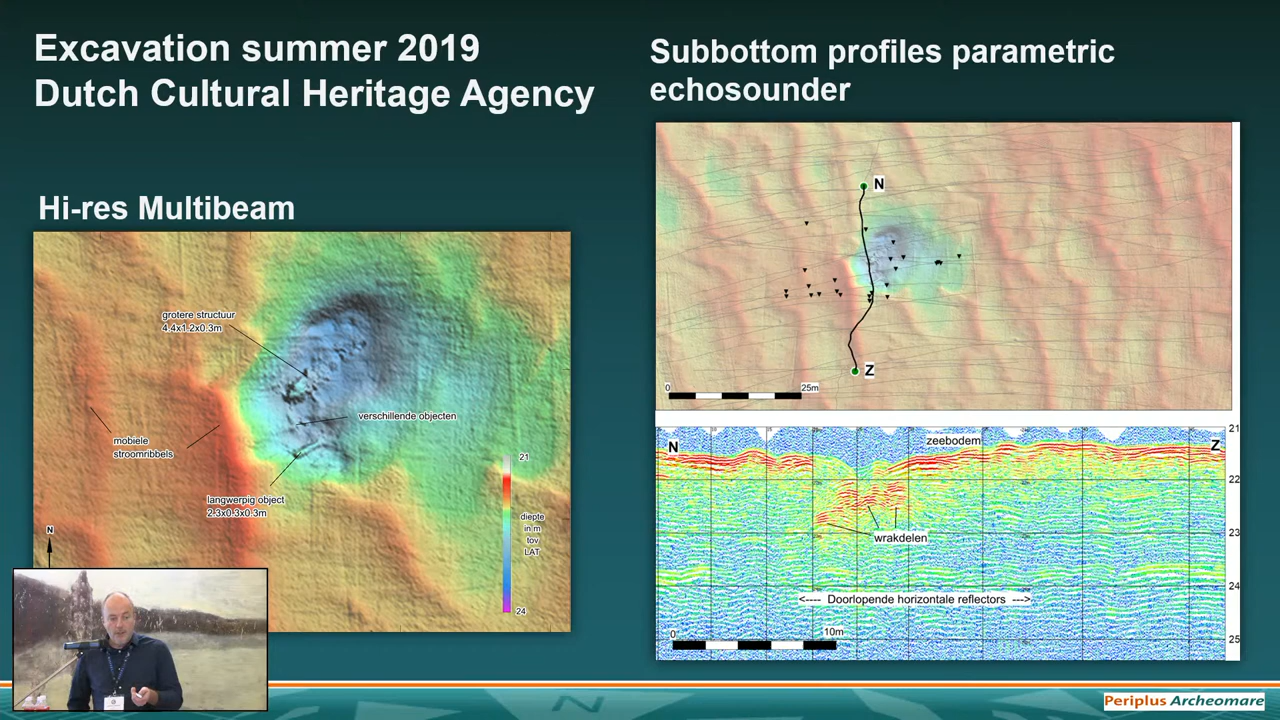 Excavation summer 2019
Dutch Cultural Heritage Agency
Hi-res Multibeam
grotere structuur
4.4x1.2x0.3m
verschillende objecten
mobiele
stroomribbels
langwerpig object
2.3x0.3x0.3m
21
diepte
in m
tov
LAT
24
N
Subbottom profiles parametric
echosounder
N
Z
0 25m
N zeebodem Z
21
22
23
24
25
wrakdelen
<---- Doorlopende horizontale reflectors --->
0 10m
Periplus Archeomare